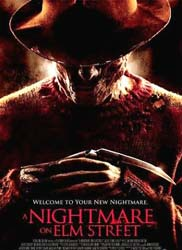 WELCOME TO YOUR NEW NIGHTMARE.
A NIGHTMARE
ON ELM STREET